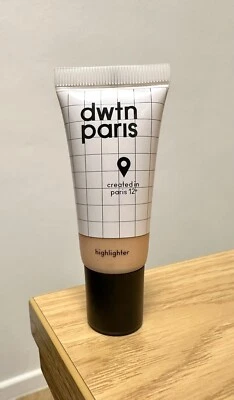 dwtn
paris
created in
paris 12e
highlighter